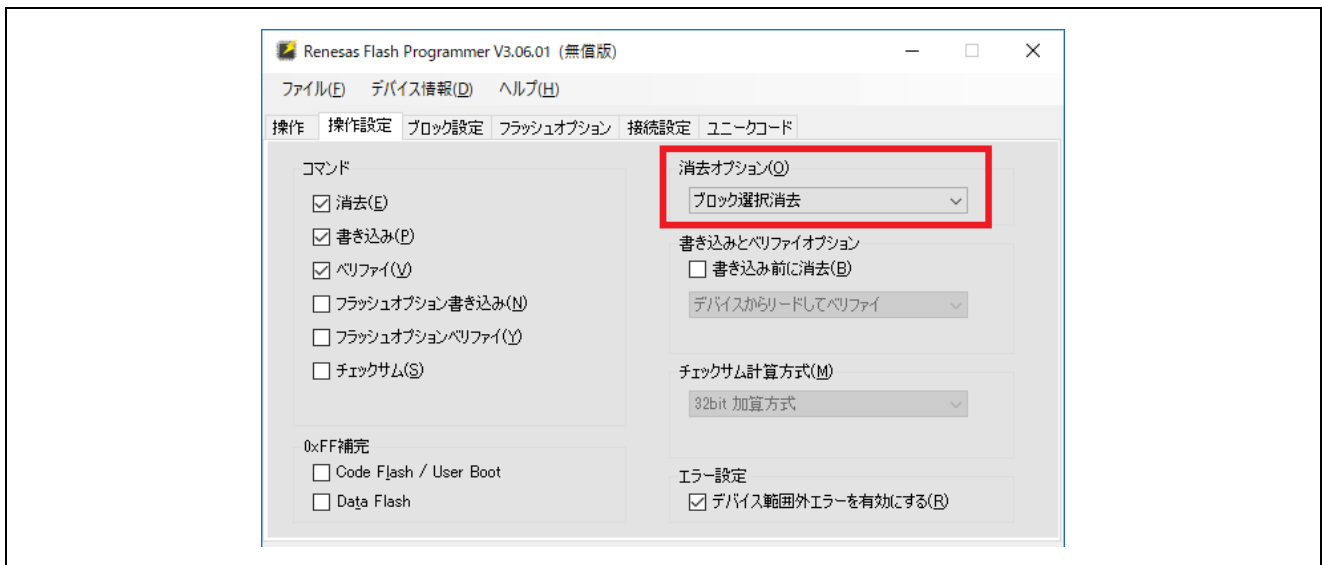 Renesas Flash Programmer V3.06.01 (無償版)
ファイル(F) デバイス情報(D) ヘルプ(H)
操作 操作設定 ブロック設定 フラッシュオプション 接続設定 ユニークコード
コマンド
消去(E)
書き込み(P)
ベリファイ(V)
フラッシュオプション書き込み(N)
フラッシュオプションベリファイ(Y)
チェックサム(S)
0xFF補完
Code Flash / User Boot
Data Flash
消去オプション(O)
ブロック選択消去
書き込みとベリファイオプション
書き込み前に消去(B)
デバイスからリードしてベリファイ
チェックサム計算方式(M)
32bit 加算方式
エラー設定
デバイス範囲外エラーを有効にする(R)